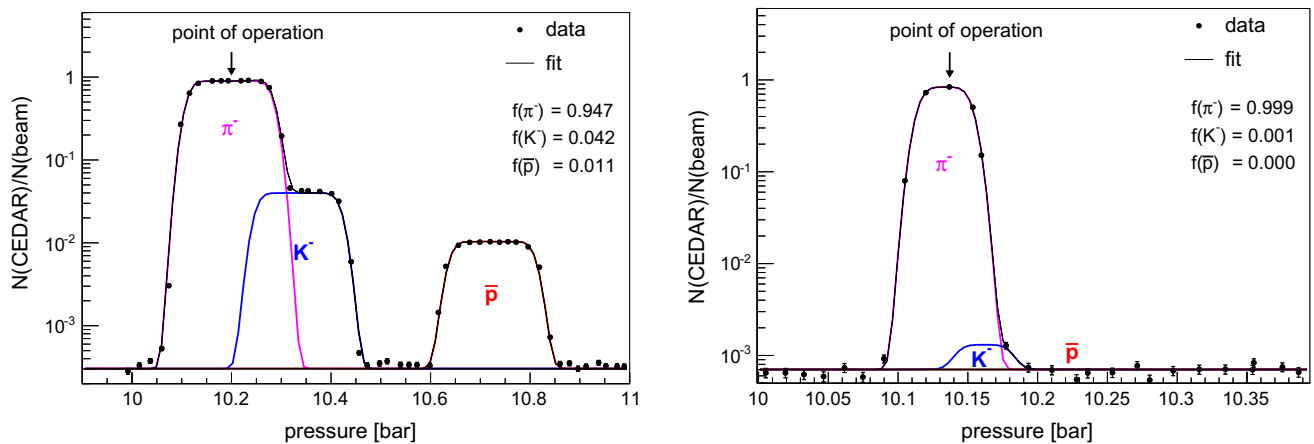 point of operation
data
fit
f(π⁻) = 0.947
f(K⁻) = 0.042
f(p̅) = 0.011
π⁻
K⁻
p̅
N(CEDAR)/N(beam)
1
10⁻¹
10⁻²
10⁻³
10 10.2 10.4 10.6 10.8 11
pressure [bar]
point of operation
data
fit
f(π⁻) = 0.999
f(K⁻) = 0.001
f(p̅) = 0.000
π⁻
K⁻
p̅
N(CEDAR)/N(beam)
1
10⁻¹
10⁻²
10⁻³
10 10.05 10.1 10.15 10.2 10.25 10.3 10.35
pressure [bar]